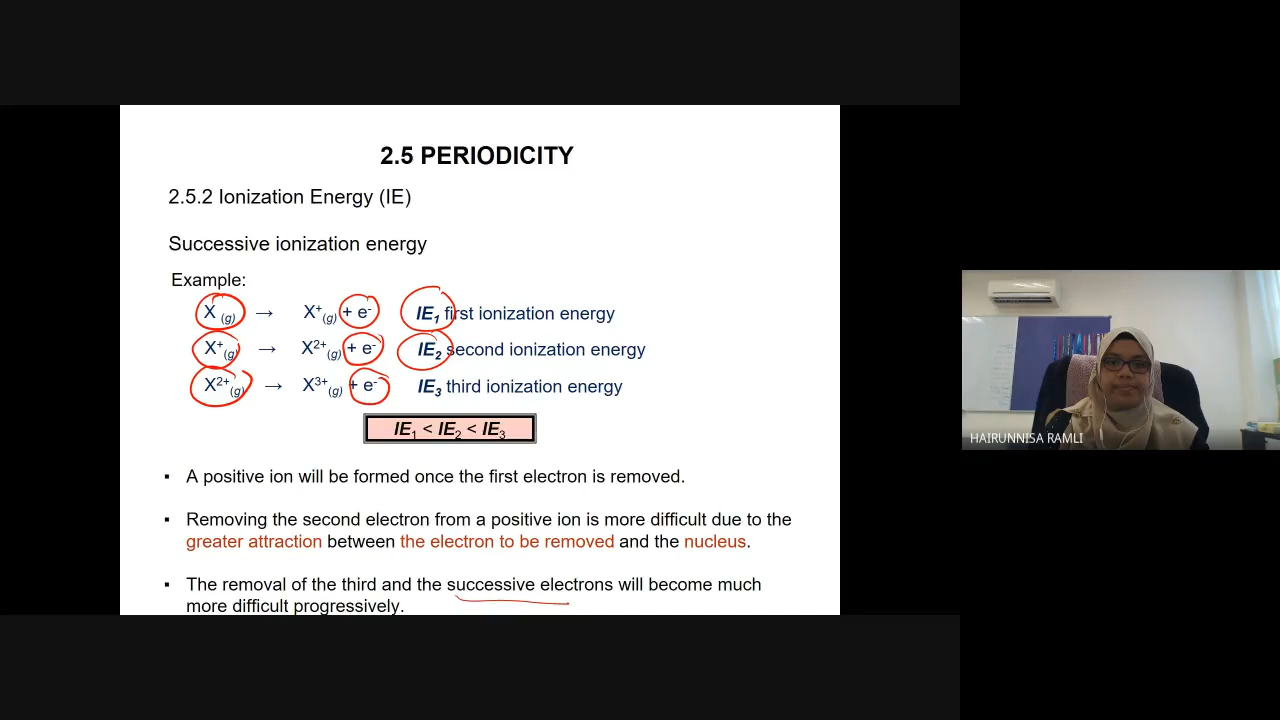 2.5 PERIODICITY
2.5.2 Ionization Energy (IE)
Successive ionization energy
Example:
X (g) → X⁺(g) + e⁻ IE₁ first ionization energy
X⁺(g) → X²⁺(g) + e⁻ IE₂ second ionization energy
X²⁺(g) → X³⁺(g) + e⁻ IE₃ third ionization energy
IE₁ < IE₂ < IE₃
▪ A positive ion will be formed once the first electron is removed.
▪ Removing the second electron from a positive ion is more difficult due to the
greater attraction between the electron to be removed and the nucleus.
▪ The removal of the third and the successive electrons will become much
more difficult progressively.
HAIRUNNISA RAMLI